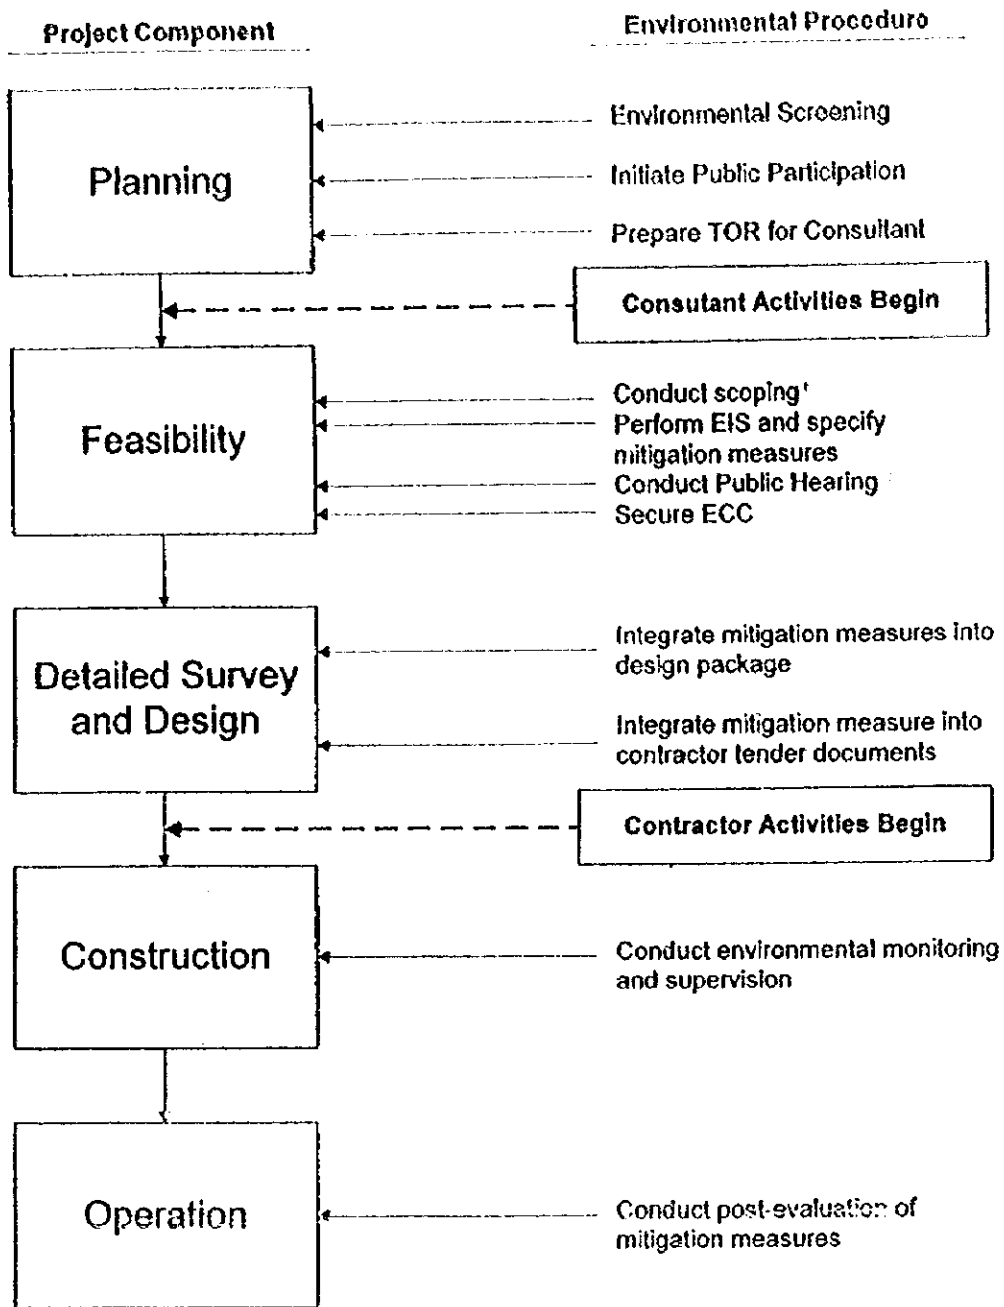 Project Component
Environmental Procedure
Planning
Environmental Screening
Initiate Public Participation
Prepare TOR for Consultant
Consutant Activities Begin
Feasibility
Conduct scoping'
Perform EIS and specify
mitigation measures
Conduct Public Hearing
Secure ECC
Detailed Survey
and Design
Integrate mitigation measures into
design package
Integrate mitigation measure into
contractor tender documents
Contractor Activities Begin
Construction
Conduct environmental monitoring
and supervision
Operation
Conduct post-evaluation of
mitigation measures